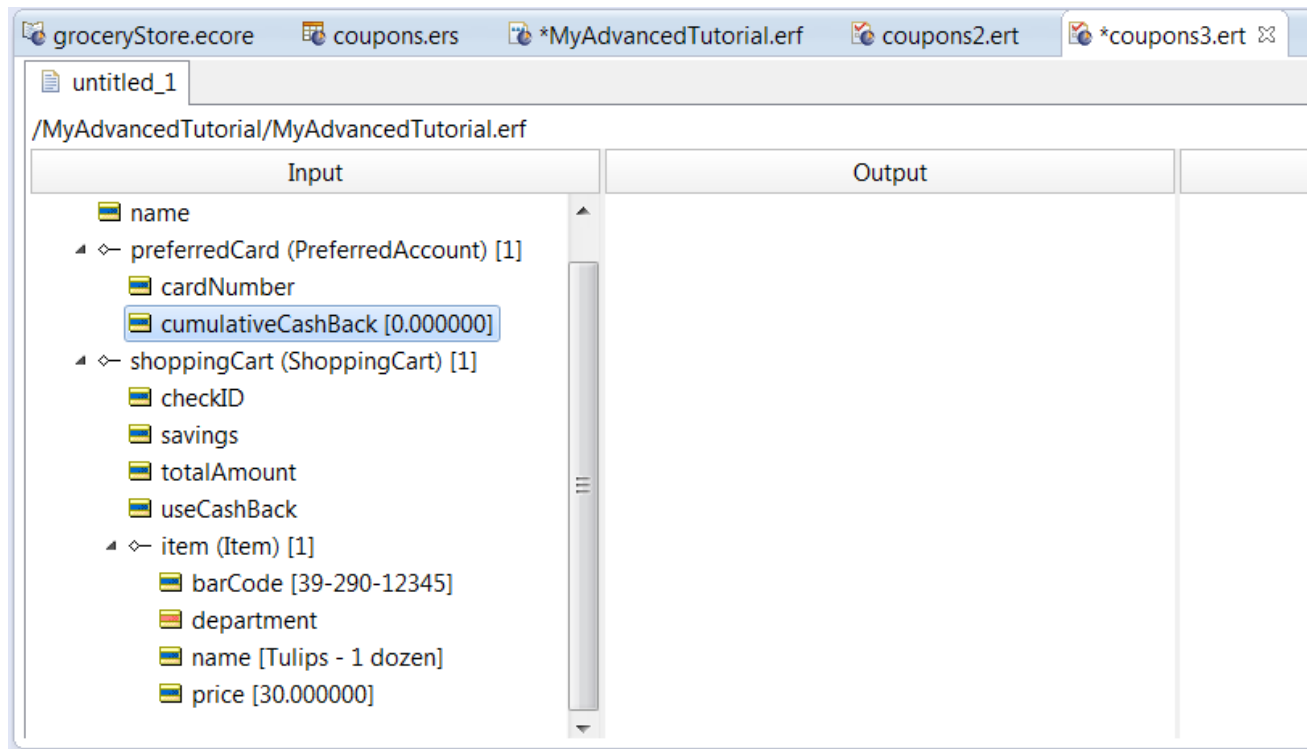 groceryStore.ecore coupons.ers *MyAdvancedTutorial.erf coupons2.ert *coupons3.ert
untitled_1
/MyAdvancedTutorial/MyAdvancedTutorial.erf
Input Output
name
preferredCard (PreferredAccount) [1]
cardNumber
cumulativeCashBack [0.000000]
shoppingCart (ShoppingCart) [1]
checkID
savings
totalAmount
useCashBack
item (Item) [1]
barCode [39-290-12345]
department
name [Tulips - 1 dozen]
price [30.000000]